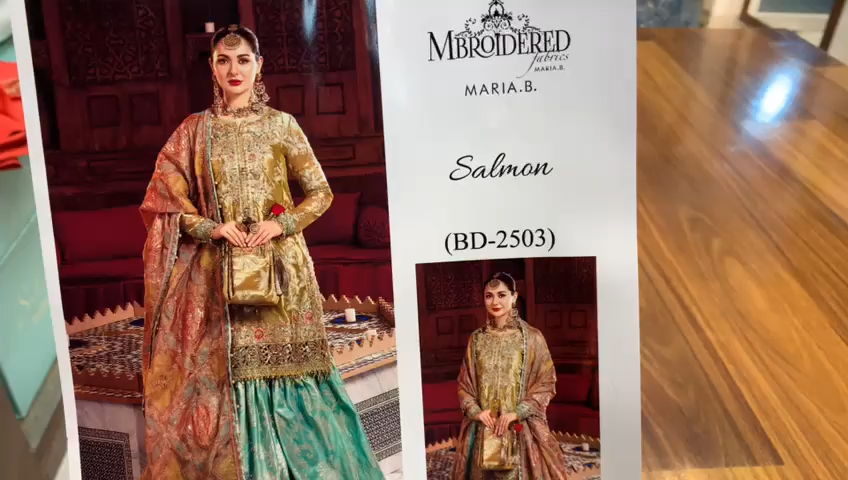 MBROIDERED
fabrics
MARIA.B.
MARIA.B.
Salmon
(BD-2503)